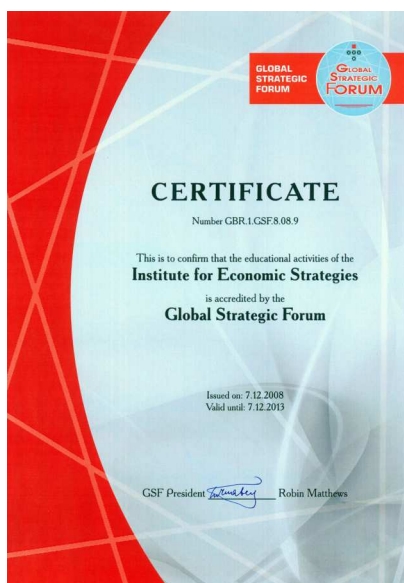 GLOBAL
STRATEGIC
FORUM
GLOBAL
STRATEGIC
FORUM
CERTIFICATE
Number GBR.1.GSF.8.08.9
This is to confirm that the educational activities of the
Institute for Economic Strategies
is accredited by the
Global Strategic Forum
Issued on: 7.12.2008
Valid until: 7.12.2013
GSF President Robin Matthews